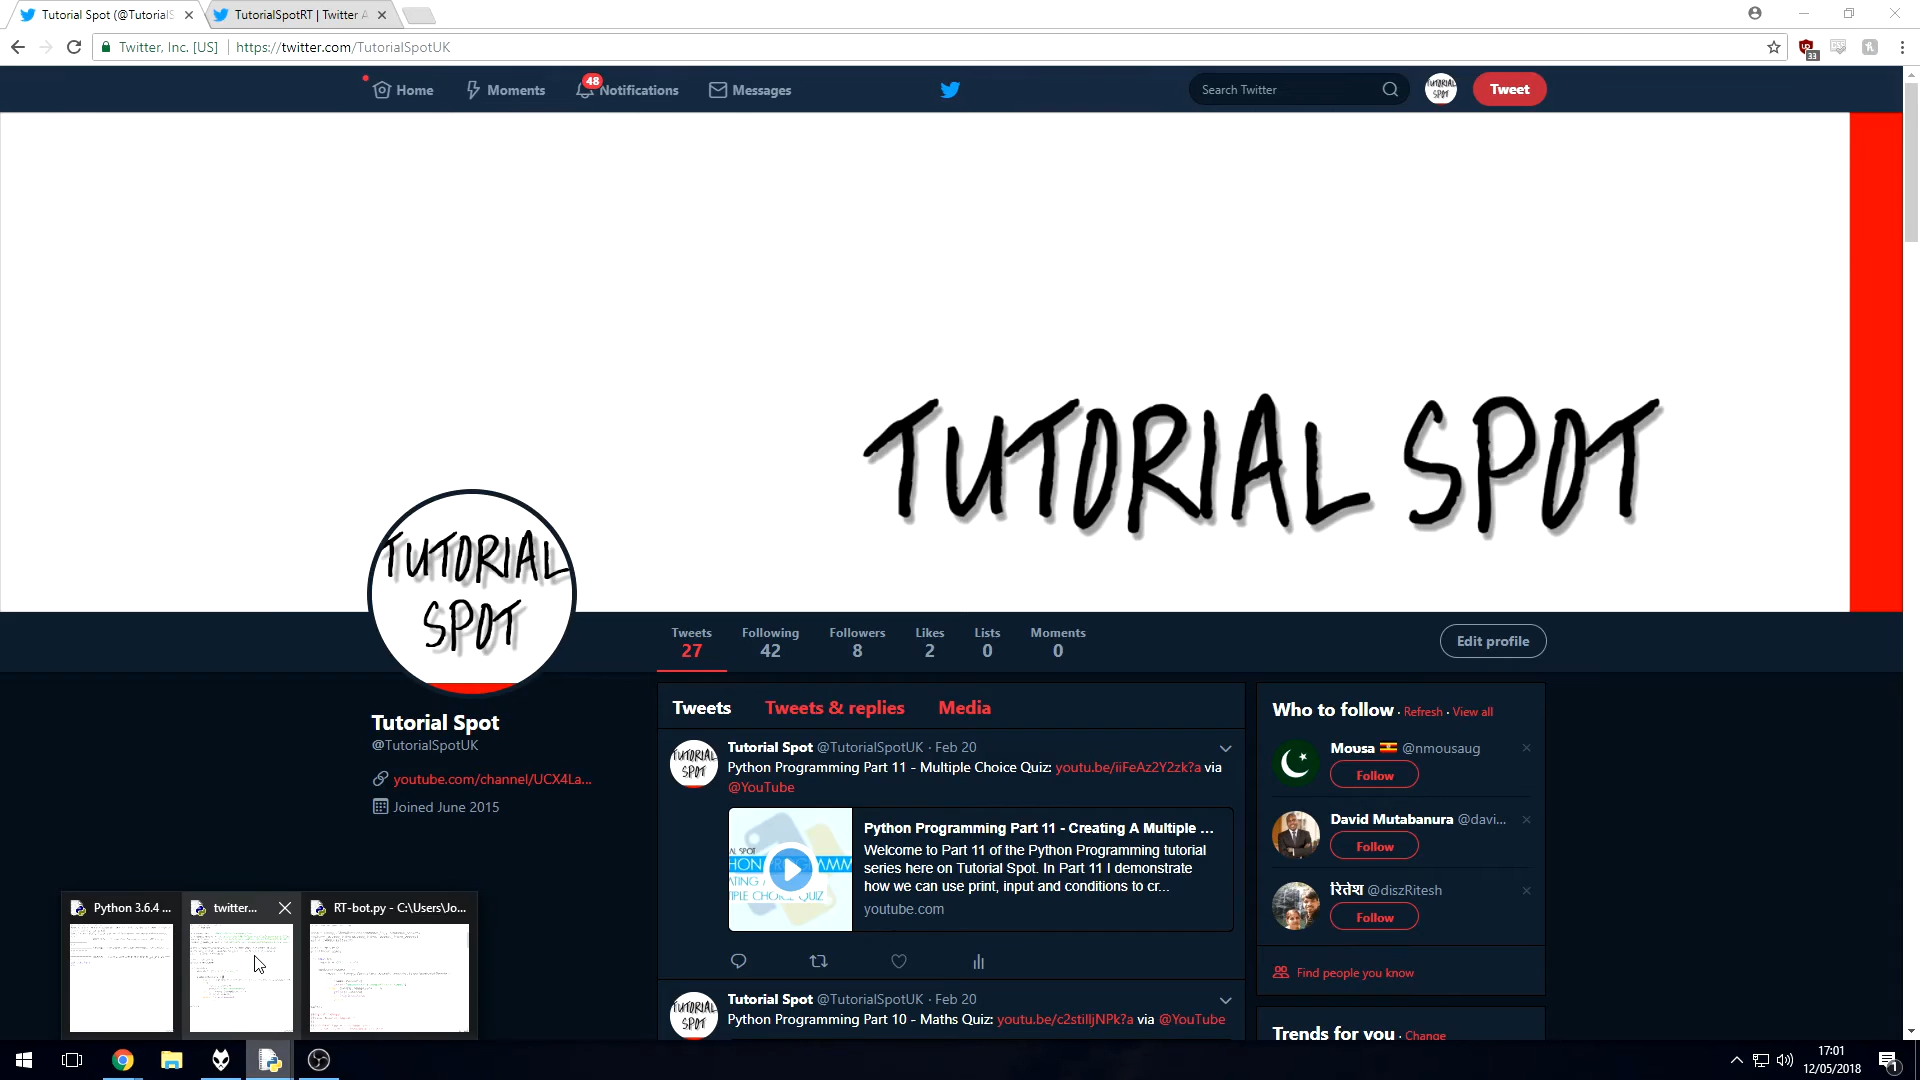 Tutorial Spot (@TutorialS
TutorialSpotRT | Twitter A
Twitter, Inc. [US]
https://twitter.com/TutorialSpotUK
33
Home
Moments
48
Notifications
Messages
Search Twitter
TUTORIAL
SPOT
Tweet
TUTORIAL SPOT
TUTORIAL
SPOT
Tweets
27
Following
42
Followers
8
Likes
2
Lists
0
Moments
0
Edit profile
Tutorial Spot
@TutorialSpotUK
youtube.com/channel/UCX4La...
Joined June 2015
Tweets
Tweets & replies
Media
TUTORIAL
SPOT
Tutorial Spot @TutorialSpotUK · Feb 20
Python Programming Part 11 - Multiple Choice Quiz: youtu.be/iiFeAz2Y2zk?a via
@YouTube
Python Programming Part 11 - Creating A Multiple ...
Welcome to Part 11 of the Python Programming tutorial
series here on Tutorial Spot. In Part 11 I demonstrate
how we can use print, input and conditions to cr...
youtube.com
TUTORIAL
SPOT
Tutorial Spot @TutorialSpotUK · Feb 20
Python Programming Part 10 - Maths Quiz: youtu.be/c2stilljNPk?a via @YouTube
Who to follow · Refresh · View all
Mousa @nmousaug
Follow
David Mutabanura @davi...
Follow
रितेश @diszRitesh
Follow
Find people you know
Trends for you · Change
Python 3.6.4 ...
twitter...
RT-bot.py - C:\Users\Jo...
17:01
12/05/2018
1